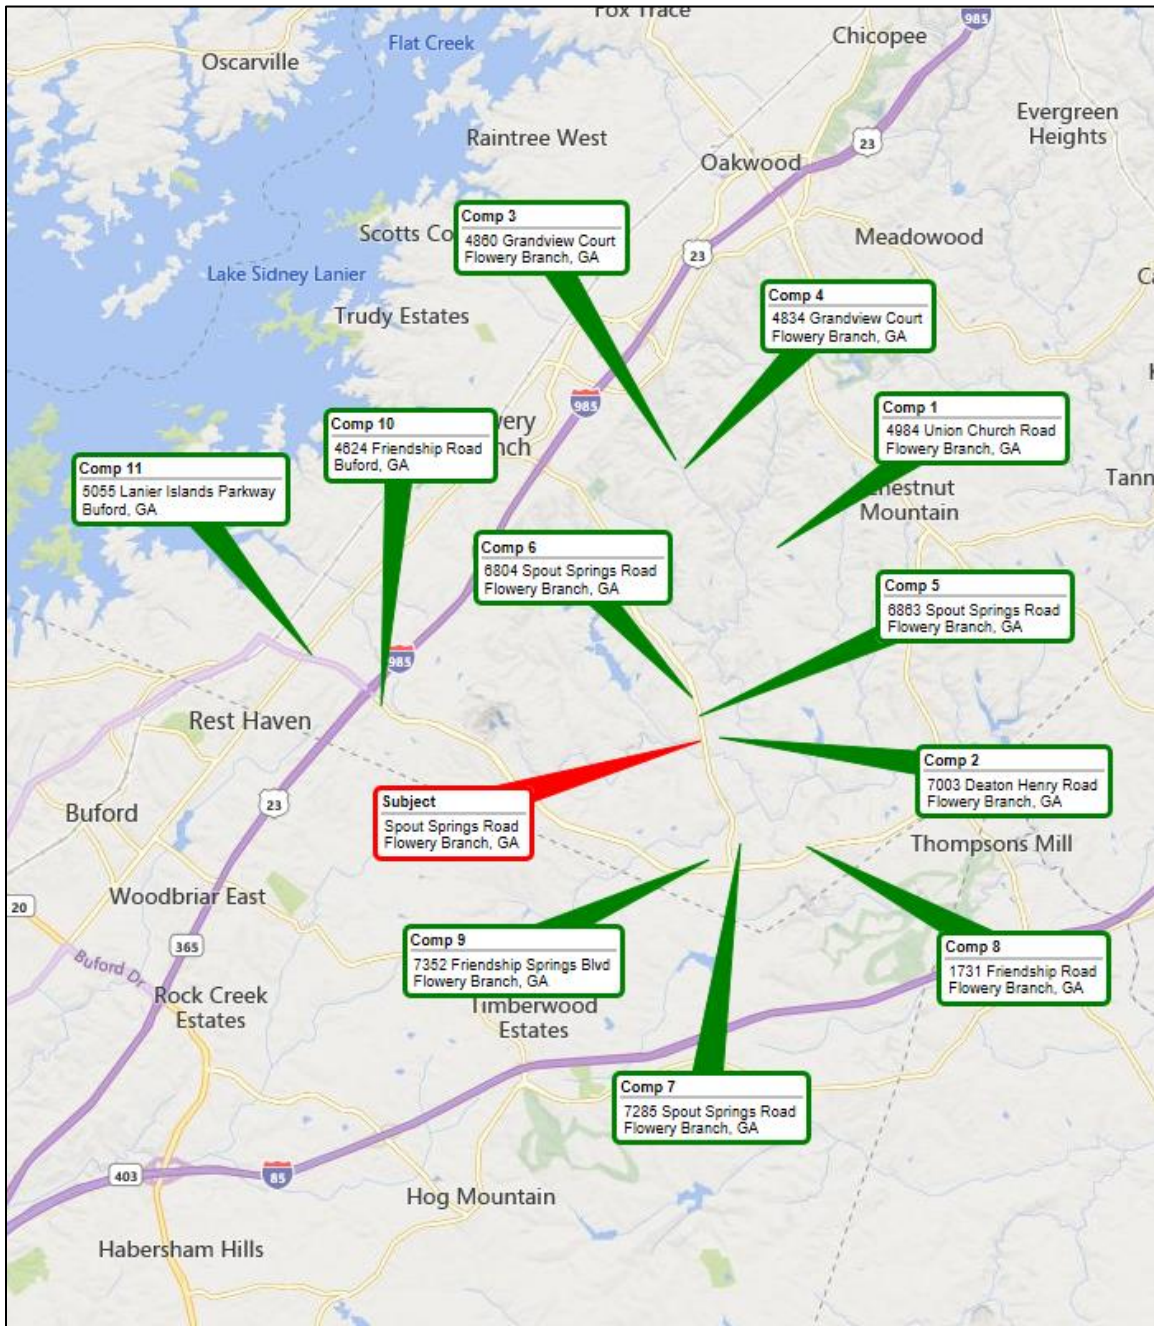 Fox Trace
985
Chicopee
Flat Creek
Oscarville
Evergreen
Heights
Raintree West
23
Oakwood
Comp 3
4860 Grandview Court
Flowery Branch, GA
Scotts Co
23
Meadowood
Lake Sidney Lanier
Trudy Estates
Comp 4
4834 Grandview Court
Flowery Branch, GA
985
Comp 1
4984 Union Church Road
Flowery Branch, GA
Comp 10
4624 Friendship Road
Buford, GA
Comp 11
5055 Lanier Islands Parkway
Buford, GA
Mountain
Comp 6
6804 Spout Springs Road
Flowery Branch, GA
Comp 5
6863 Spout Springs Road
Flowery Branch, GA
985
Rest Haven
Comp 2
7003 Deaton Henry Road
Flowery Branch, GA
Subject
Spout Springs Road
Flowery Branch, GA
23
Buford
Thompsons Mill
Woodbriar East
20
Comp 9
7352 Friendship Springs Blvd
Flowery Branch, GA
Comp 8
1731 Friendship Road
Flowery Branch, GA
365
Buford Dr
Rock Creek
Estates
Timberwood
Estates
Comp 7
7285 Spout Springs Road
Flowery Branch, GA
403
85
Hog Mountain
Habersham Hills